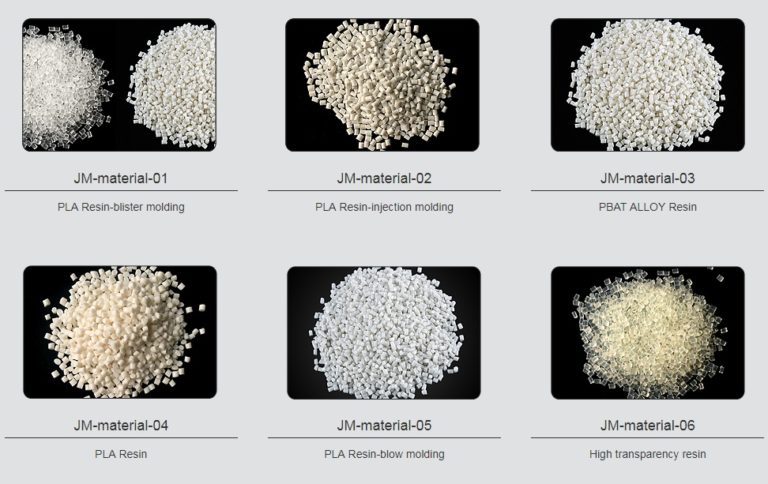 JM-material-01
JM-material-02
JM-material-03
PLA Resin-blister molding
PLA Resin-injection molding
PBAT ALLOY Resin
JM-material-04
JM-material-05
JM-material-06
PLA Resin
PLA Resin-blow molding
High transparency resin